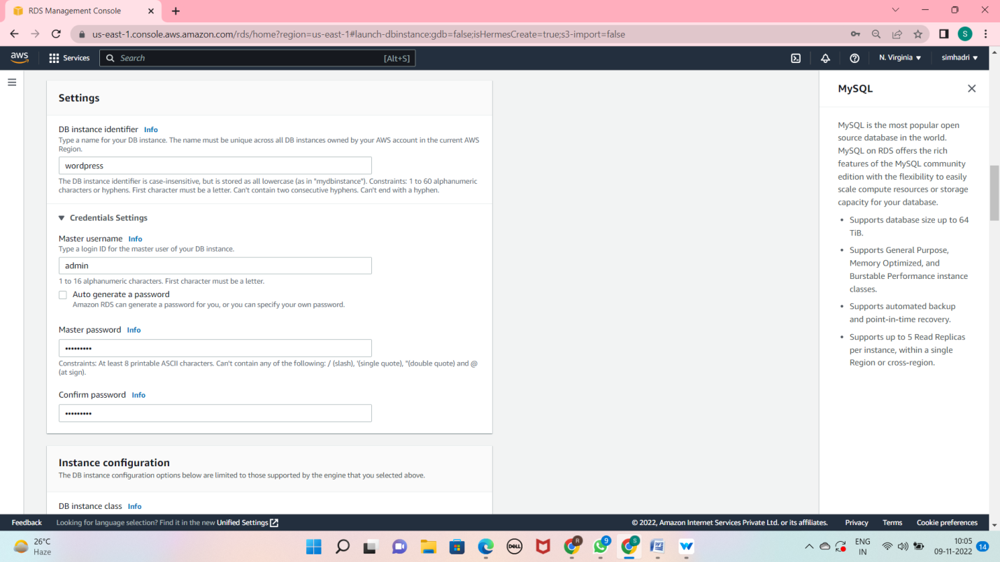 RDS Management Console
us-east-1.console.aws.amazon.com/rds/home?region=us-east-1#launch-dbinstance:gdb=false;isHermesCreate=true;s3-import=false
S
aws
Services
Search
[Alt+S]
N. Virginia
simhadri
Settings
DB instance identifier Info
Type a name for your DB instance. The name must be unique across all DB instances owned by your AWS account in the current AWS
Region.
wordpress
The DB instance identifier is case-insensitive, but is stored as all lowercase (as in "mydbinstance"). Constraints: 1 to 60 alphanumeric
characters or hyphens. First character must be a letter. Can't contain two consecutive hyphens. Can't end with a hyphen.
Credentials Settings
Master username Info
Type a login ID for the master user of your DB instance.
admin
1 to 16 alphanumeric characters. First character must be a letter.
Auto generate a password
Amazon RDS can generate a password for you, or you can specify your own password.
Master password Info
•••••••••
Constraints: At least 8 printable ASCII characters. Can't contain any of the following: / (slash), '(single quote), "(double quote) and @
(at sign).
Confirm password Info
•••••••••
Instance configuration
The DB instance configuration options below are limited to those supported by the engine that you selected above.
DB instance class Info
MySQL
MySQL is the most popular open
source database in the world.
MySQL on RDS offers the rich
features of the MySQL community
edition with the flexibility to easily
scale compute resources or storage
capacity for your database.
• Supports database size up to 64
TiB.
• Supports General Purpose,
Memory Optimized, and
Burstable Performance instance
classes.
• Supports automated backup
and point-in-time recovery.
• Supports up to 5 Read Replicas
per instance, within a single
Region or cross-region.
Feedback
Looking for language selection? Find it in the new Unified Settings
© 2022, Amazon Internet Services Private Ltd. or its affiliates.
Privacy
Terms
Cookie preferences
26°C
Haze
DELL
R
9
S
W
ENG
IN
10:05
09-11-2022
14